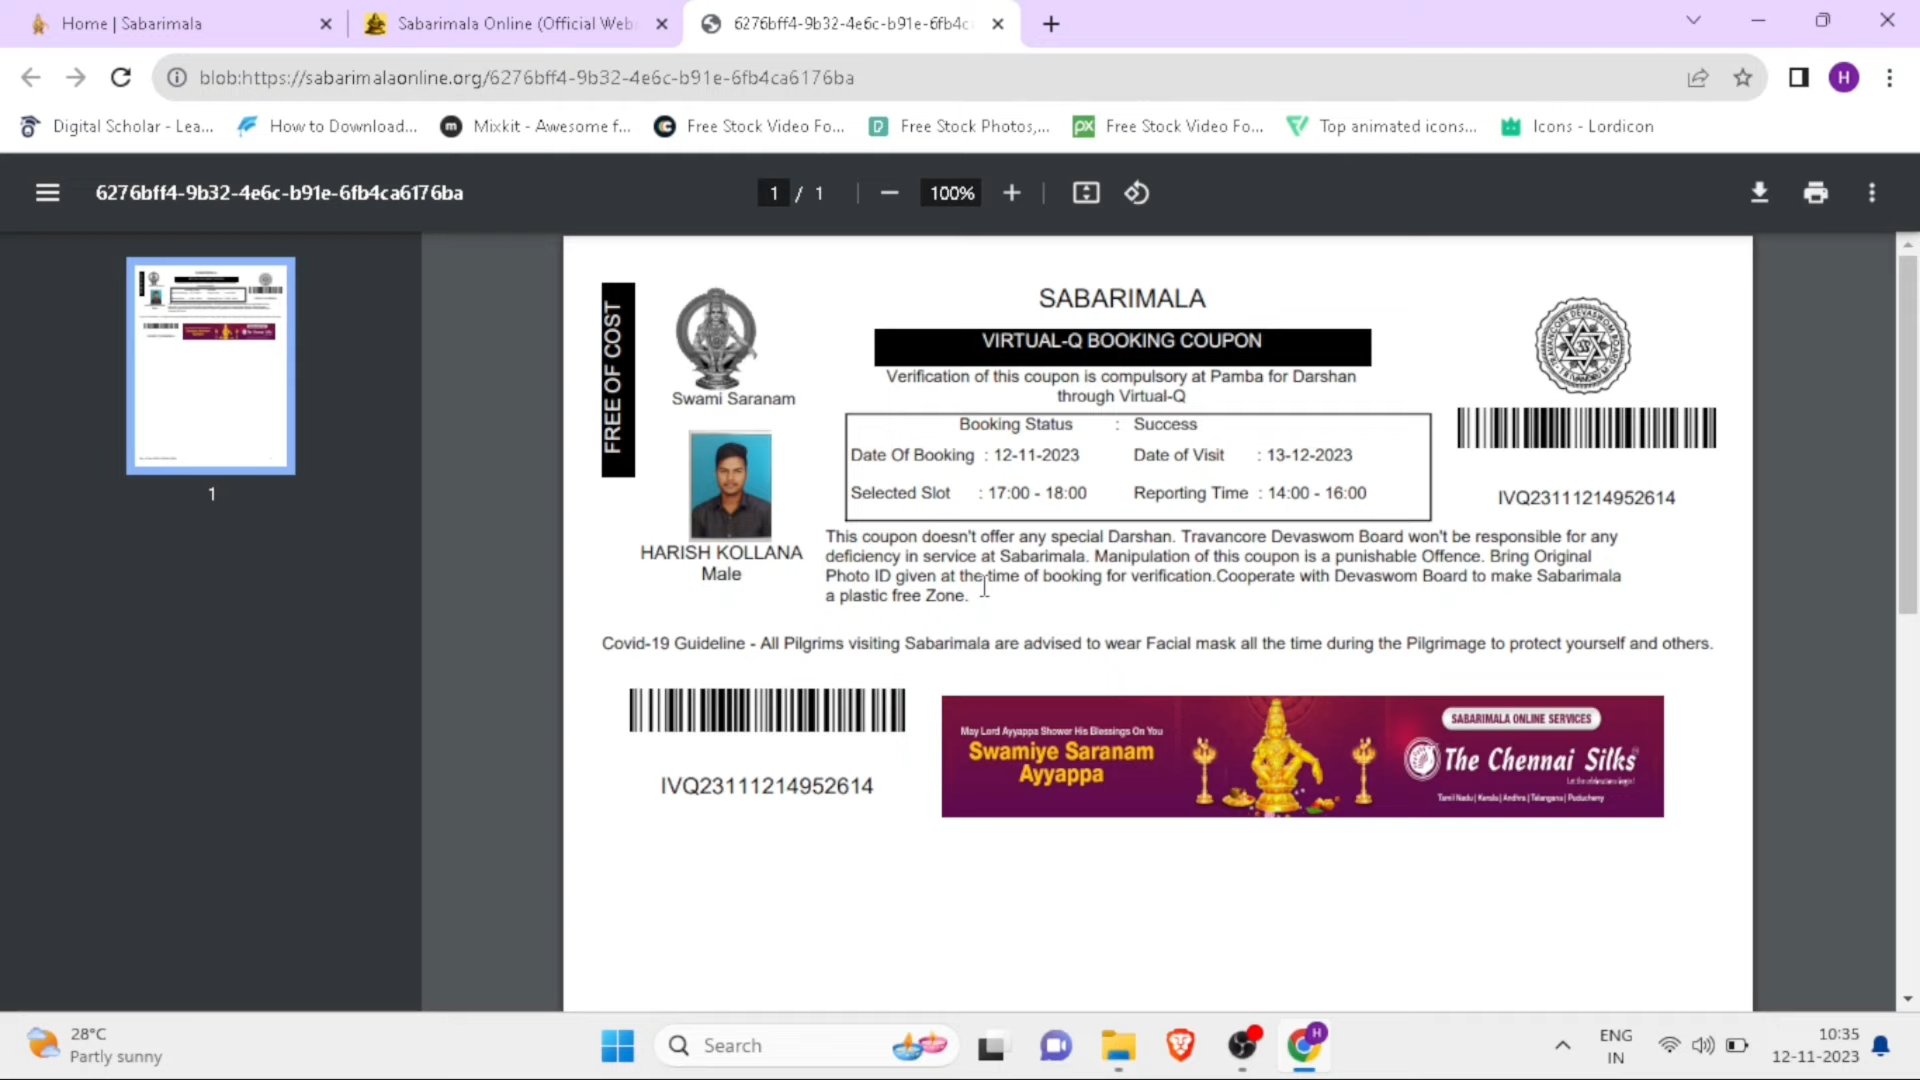 Home | Sabarimala
Sabarimala Online (Official Web
6276bff4-9b32-4e6c-b91e-6fb4c
blob:https://sabarimalaonline.org/6276bff4-9b32-4e6c-b91e-6fb4ca6176ba
H
Digital Scholar - Lea...
How to Download...
m
Mixkit - Awesome f...
Free Stock Video Fo...
Free Stock Photos,...
px
Free Stock Video Fo...
Top animated icons...
Icons - Lordicon
6276bff4-9b32-4e6c-b91e-6fb4ca6176ba
1 / 1
100%
1
FREE OF COST
Swami Saranam
SABARIMALA
VIRTUAL-Q BOOKING COUPON
Verification of this coupon is compulsory at Pamba for Darshan
through Virtual-Q
Booking Status : Success
Date Of Booking : 12-11-2023 Date of Visit : 13-12-2023
Selected Slot : 17:00 - 18:00 Reporting Time : 14:00 - 16:00
TRAVANCORE DEVASWOM BOARD
IVQ23111214952614
HARISH KOLLANA
Male
This coupon doesn't offer any special Darshan. Travancore Devaswom Board won't be responsible for any
deficiency in service at Sabarimala. Manipulation of this coupon is a punishable Offence. Bring Original
Photo ID given at the time of booking for verification.Cooperate with Devaswom Board to make Sabarimala
a plastic free Zone.
Covid-19 Guideline - All Pilgrims visiting Sabarimala are advised to wear Facial mask all the time during the Pilgrimage to protect yourself and others.
IVQ23111214952614
May Lord Ayyappa Shower His Blessings On You
Swamiye Saranam
Ayyappa
SABARIMALA ONLINE SERVICES
The Chennai Silks
Tamil Nadu | Kerala | Andhra | Telangana | Puducherry
28°C
Partly sunny
Search
H
ENG
IN
10:35
12-11-2023